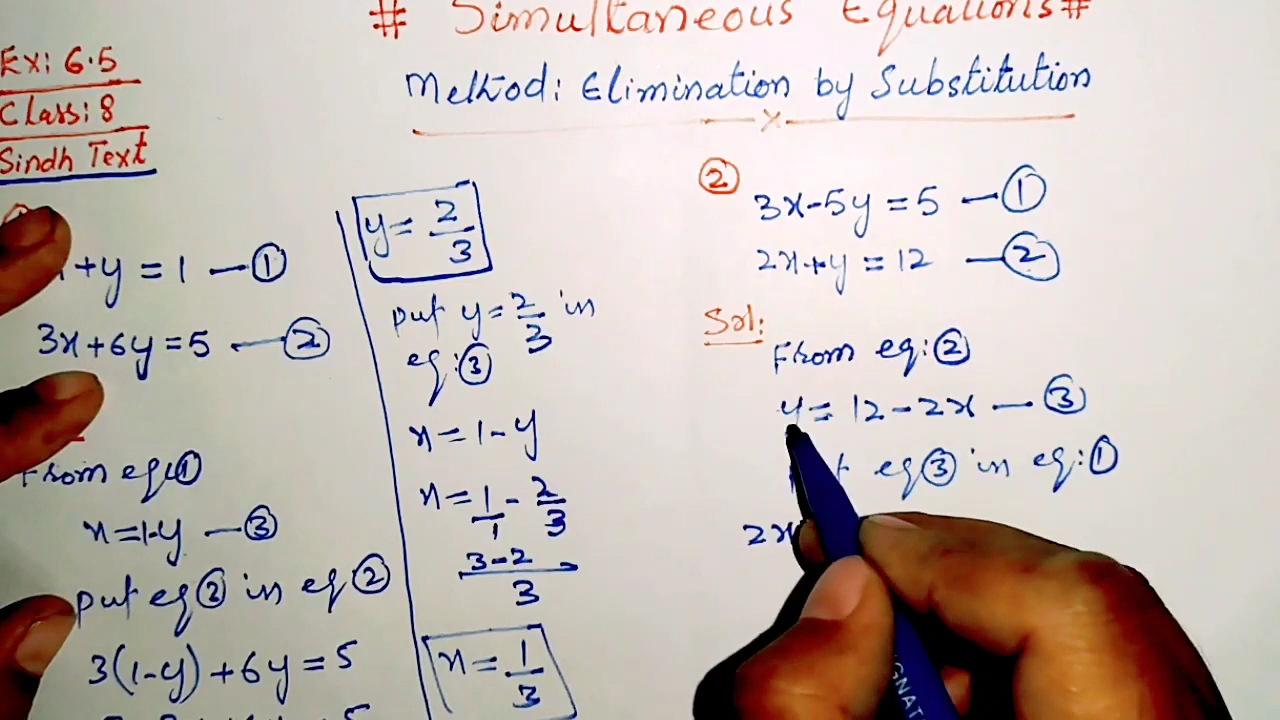 # Simultaneous Equations #
Method: Elimination by Substitution
Ex: 6.5
Class: 8
Sindh Text
+y = 1 — ①
3x+6y = 5 — ②
From eq ①
x=1-y — ③
put eq ③ in eq ②
3(1-y) + 6y = 5
y = 2/3
put y = 2/3 in
eq: ③
x = 1-y
x = 1/1 - 2/3
3-2/3
x = 1/3
②
3x-5y = 5 — ①
2x+y = 12 — ②
Sol:
From eq: ②
y = 12-2x — ③
eq ③ in eq: ①
2x